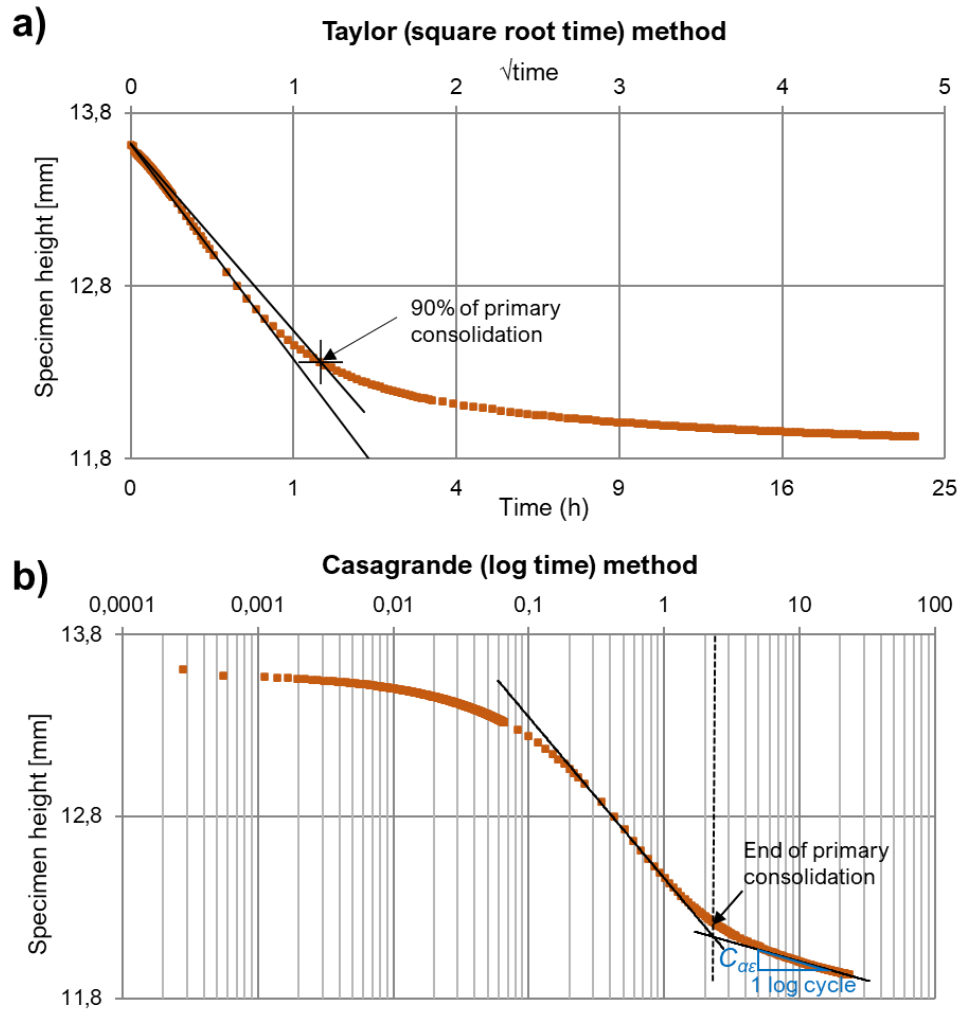 a)
Taylor (square root time) method
√time
0 1 2 3 4 5
13,8
12,8
11,8
Specimen height [mm]
90% of primary
consolidation
0 1 4 9 16 25
Time (h)
b)
Casagrande (log time) method
0,0001 0,001 0,01 0,1 1 10 100
13,8
12,8
11,8
Specimen height [mm]
End of primary
consolidation
Cαε
1 log cycle